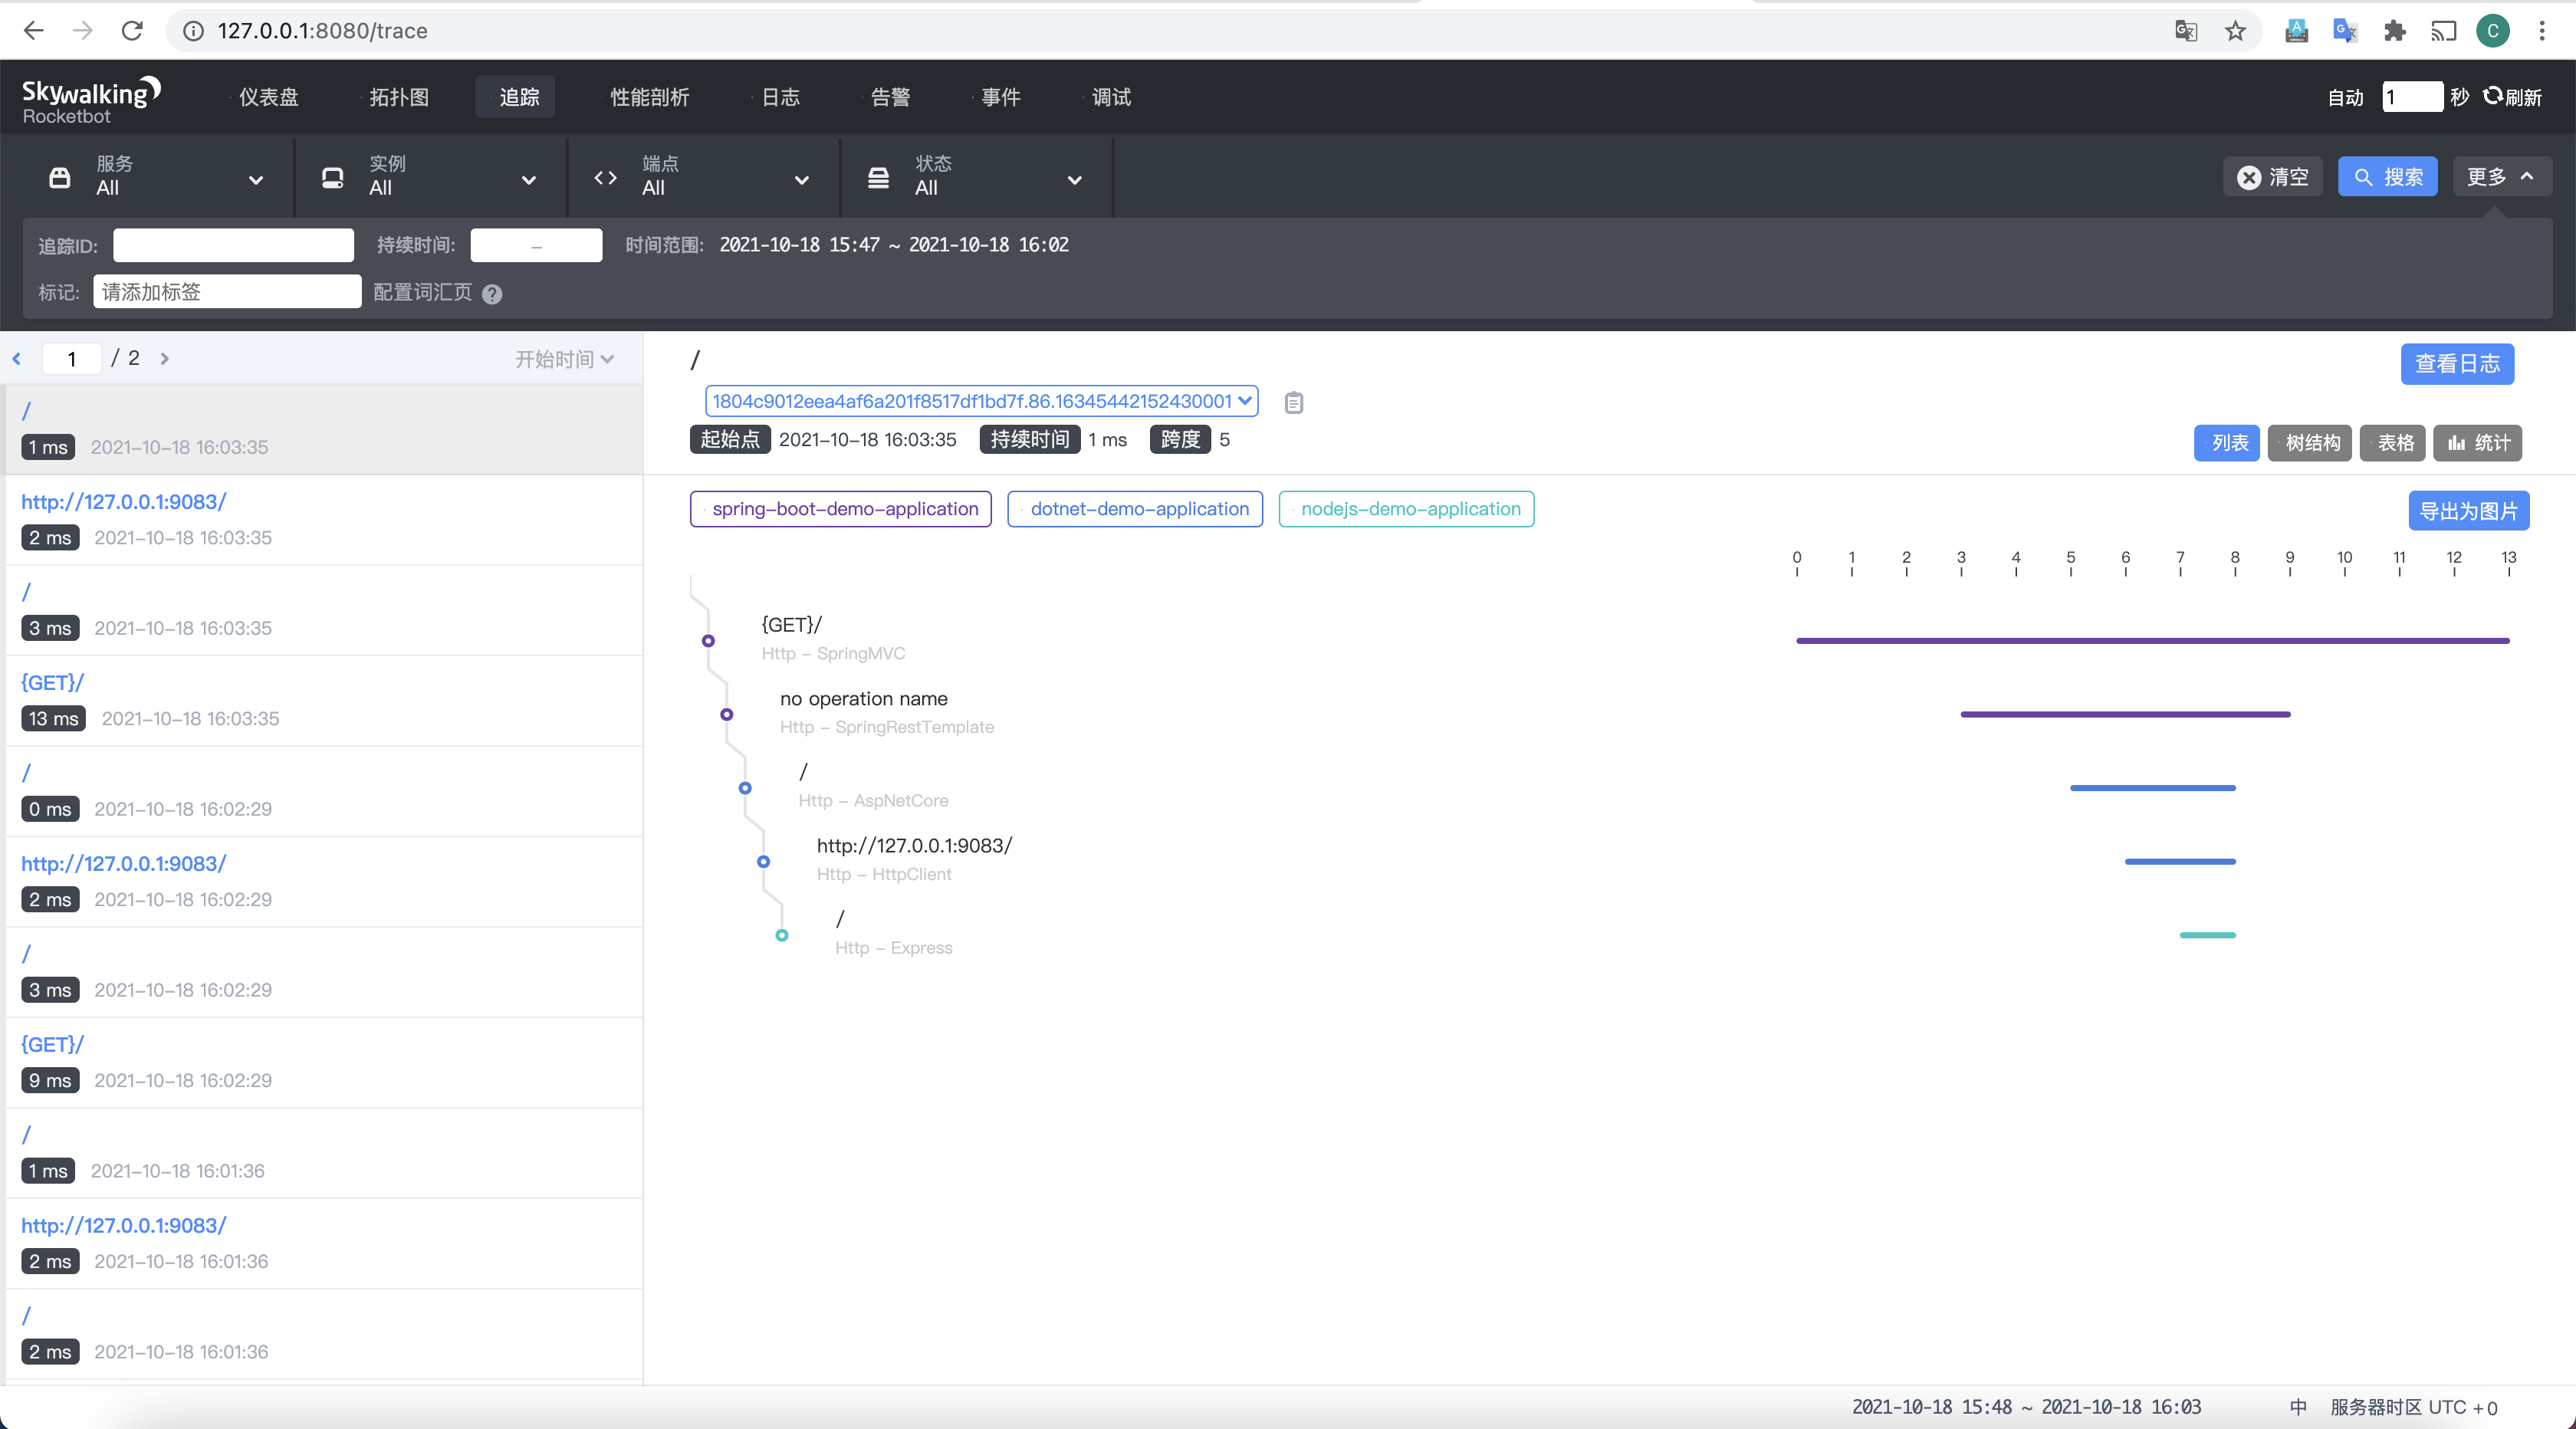 127.0.0.1:8080/trace
C
Skywalking
Rocketbot
仪表盘
拓扑图
追踪
性能剖析
日志
告警
事件
调试
自动 1 秒 刷新
服务
All
实例
All
端点
All
状态
All
清空
搜索
更多
追踪ID:
持续时间: –
时间范围: 2021-10-18 15:47 ~ 2021-10-18 16:02
标记: 请添加标签 配置词汇页 ?
1 / 2
开始时间
/
1 ms 2021-10-18 16:03:35
http://127.0.0.1:9083/
2 ms 2021-10-18 16:03:35
/
3 ms 2021-10-18 16:03:35
{GET}/
13 ms 2021-10-18 16:03:35
/
0 ms 2021-10-18 16:02:29
http://127.0.0.1:9083/
2 ms 2021-10-18 16:02:29
/
3 ms 2021-10-18 16:02:29
{GET}/
9 ms 2021-10-18 16:02:29
/
1 ms 2021-10-18 16:01:36
http://127.0.0.1:9083/
2 ms 2021-10-18 16:01:36
/
2 ms 2021-10-18 16:01:36
/
查看日志
1804c9012eea4af6a201f8517df1bd7f.86.16345442152430001
起始点 2021-10-18 16:03:35 持续时间 1 ms 跨度 5
列表 树结构 表格 统计
spring-boot-demo-application dotnet-demo-application nodejs-demo-application
导出为图片
0 1 2 3 4 5 6 7 8 9 10 11 12 13
{GET}/
Http - SpringMVC
no operation name
Http - SpringRestTemplate
/
Http - AspNetCore
http://127.0.0.1:9083/
Http - HttpClient
/
Http - Express
2021-10-18 15:48 ~ 2021-10-18 16:03 中 服务器时区 UTC +0